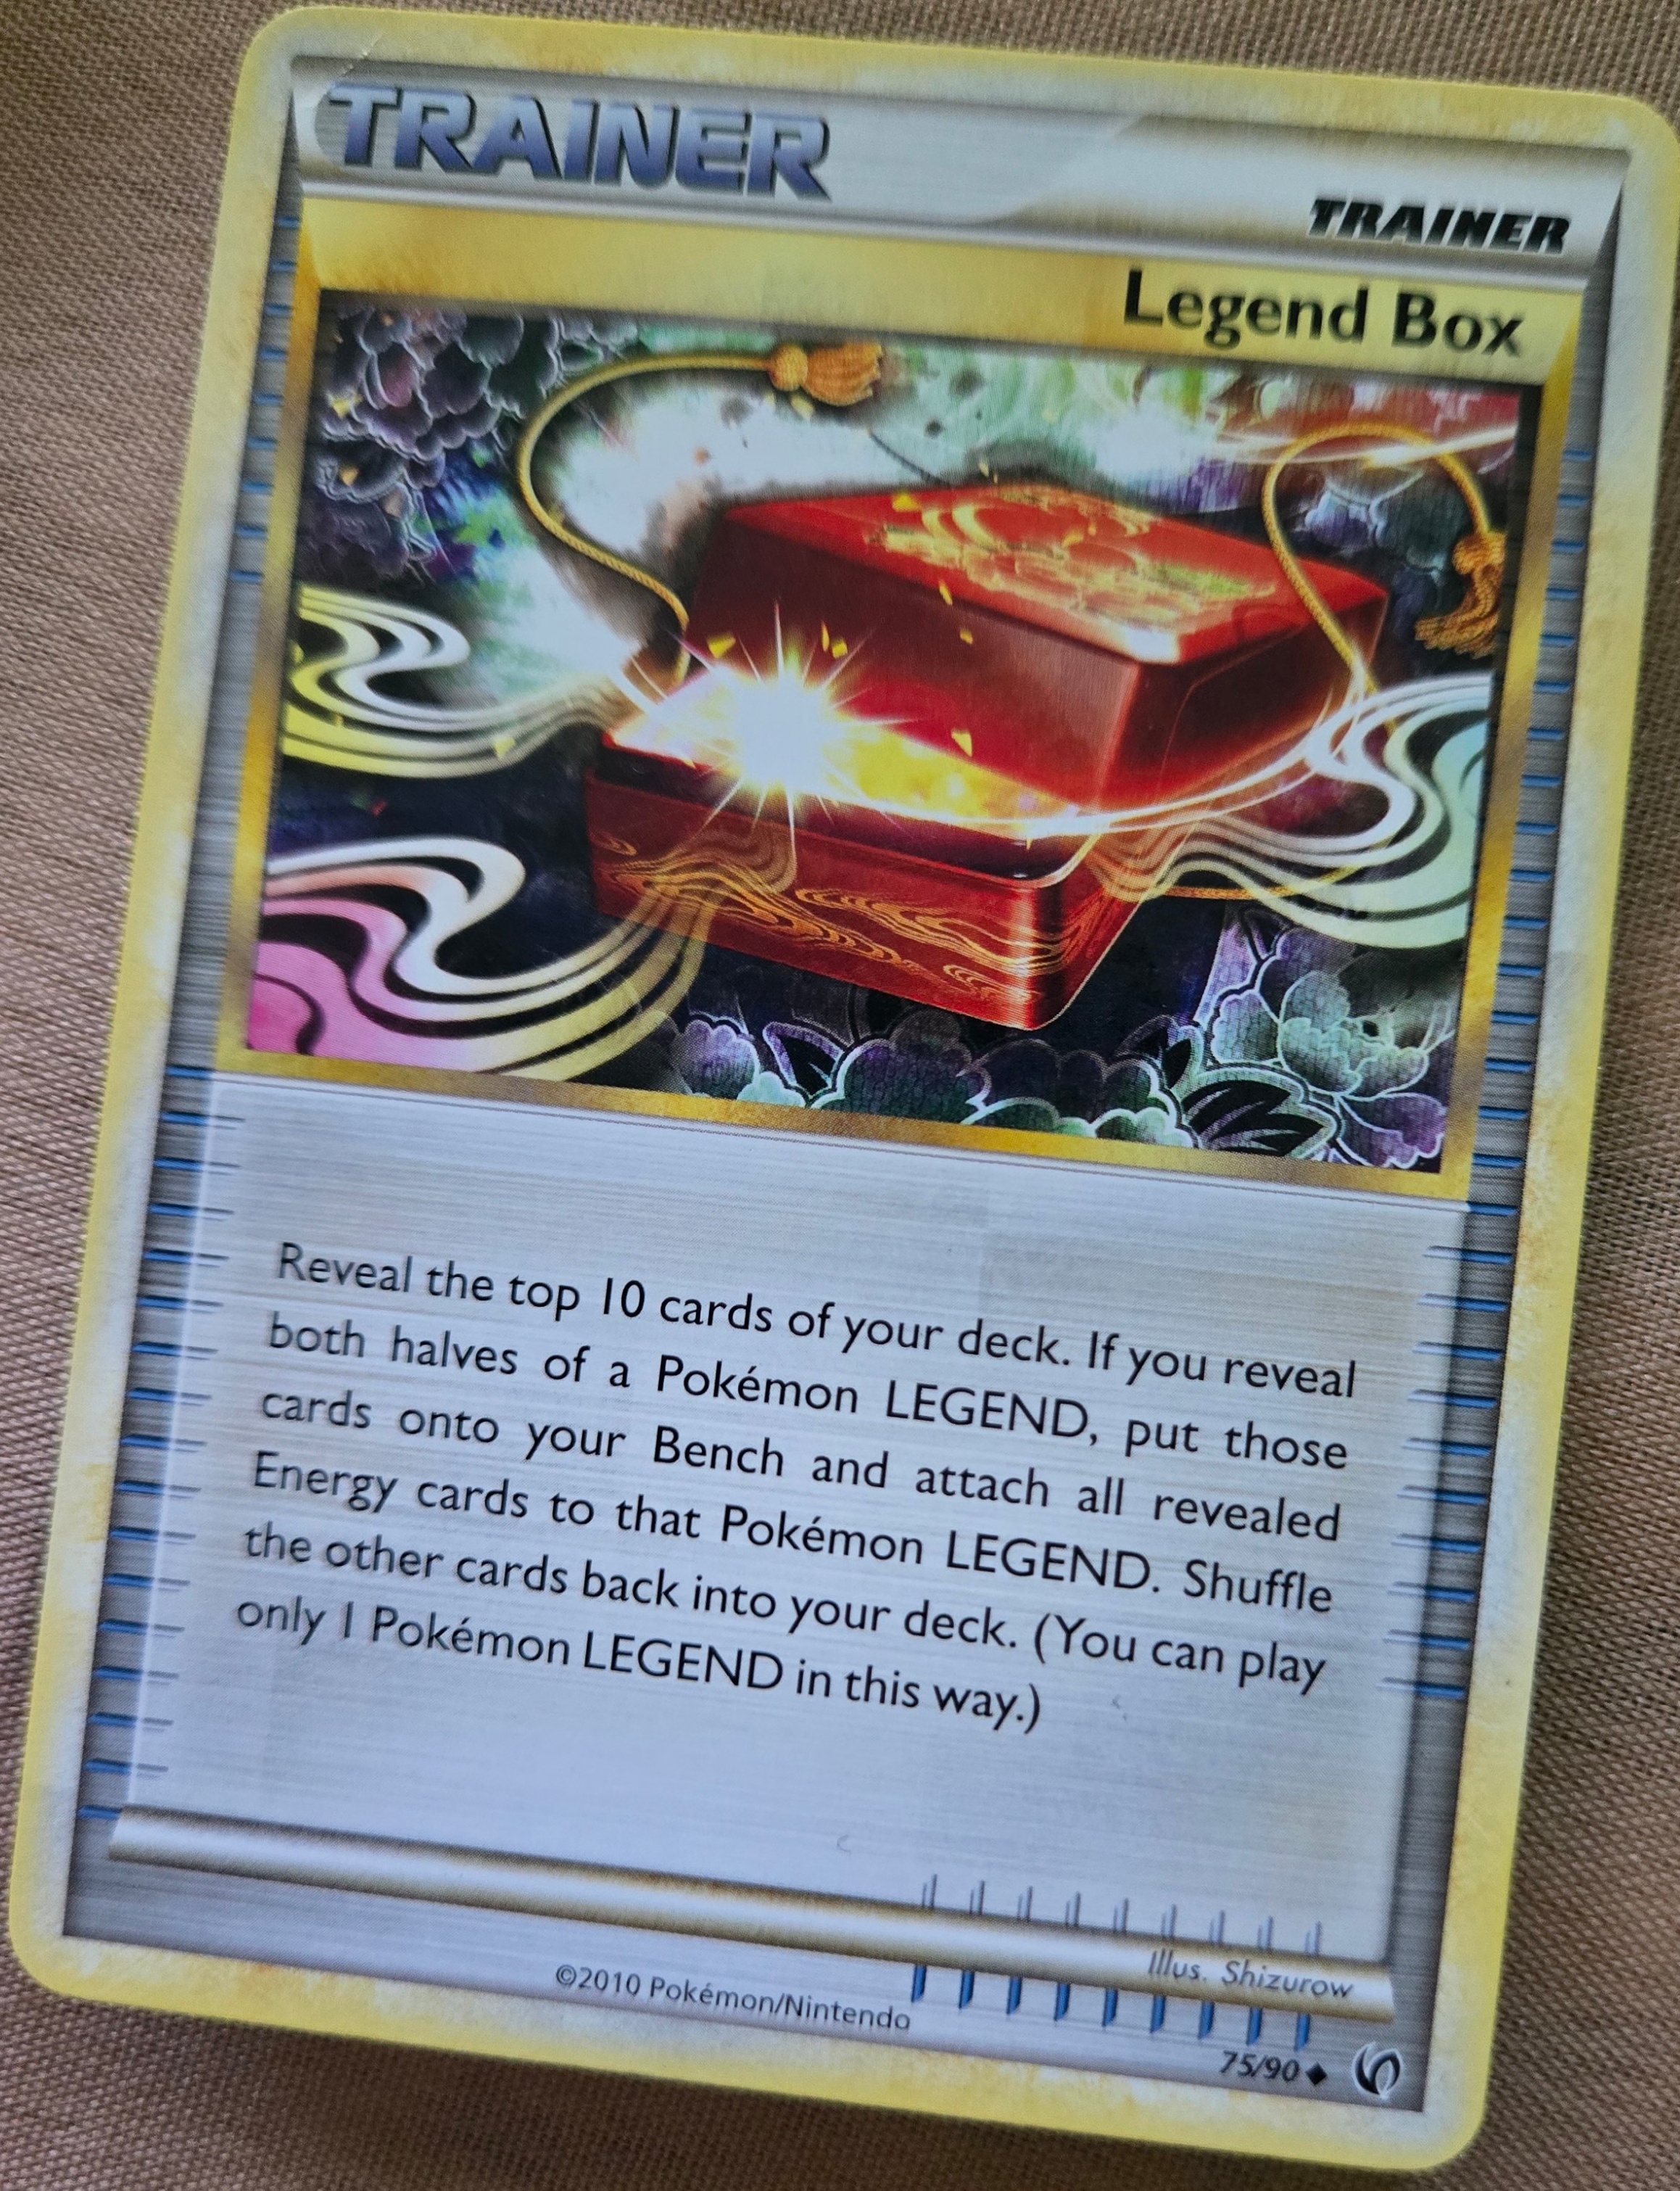 TRAINER
TRAINER
Legend Box
Reveal the top 10 cards of your deck. If you reveal
both halves of a Pokémon LEGEND, put those
cards onto your Bench and attach all revealed
Energy cards to that Pokémon LEGEND. Shuffle
the other cards back into your deck. (You can play
only 1 Pokémon LEGEND in this way.)
Illus. Shizurow
©2010 Pokémon/Nintendo
75/90